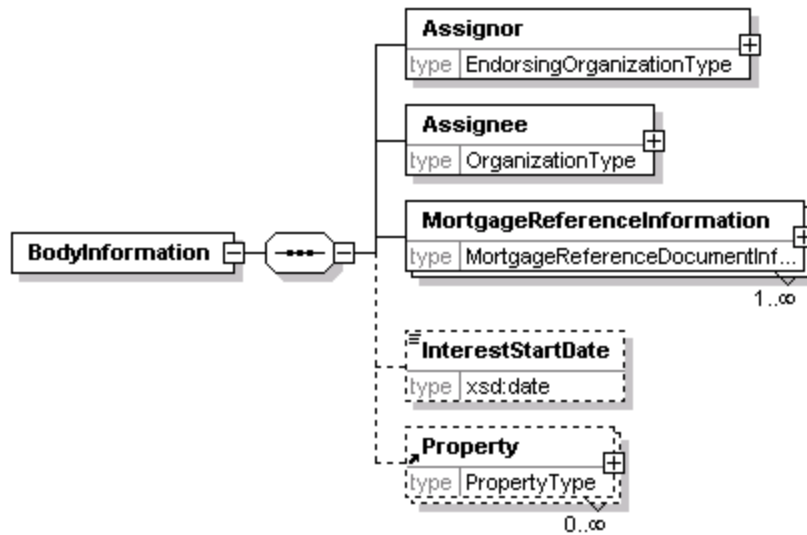 Assignor
type EndorsingOrganizationType
Assignee
type OrganizationType
BodyInformation
MortgageReferenceInformation
type MortgageReferenceDocumentInf...
1..∞
InterestStartDate
type xsd:date
Property
type PropertyType
0..∞